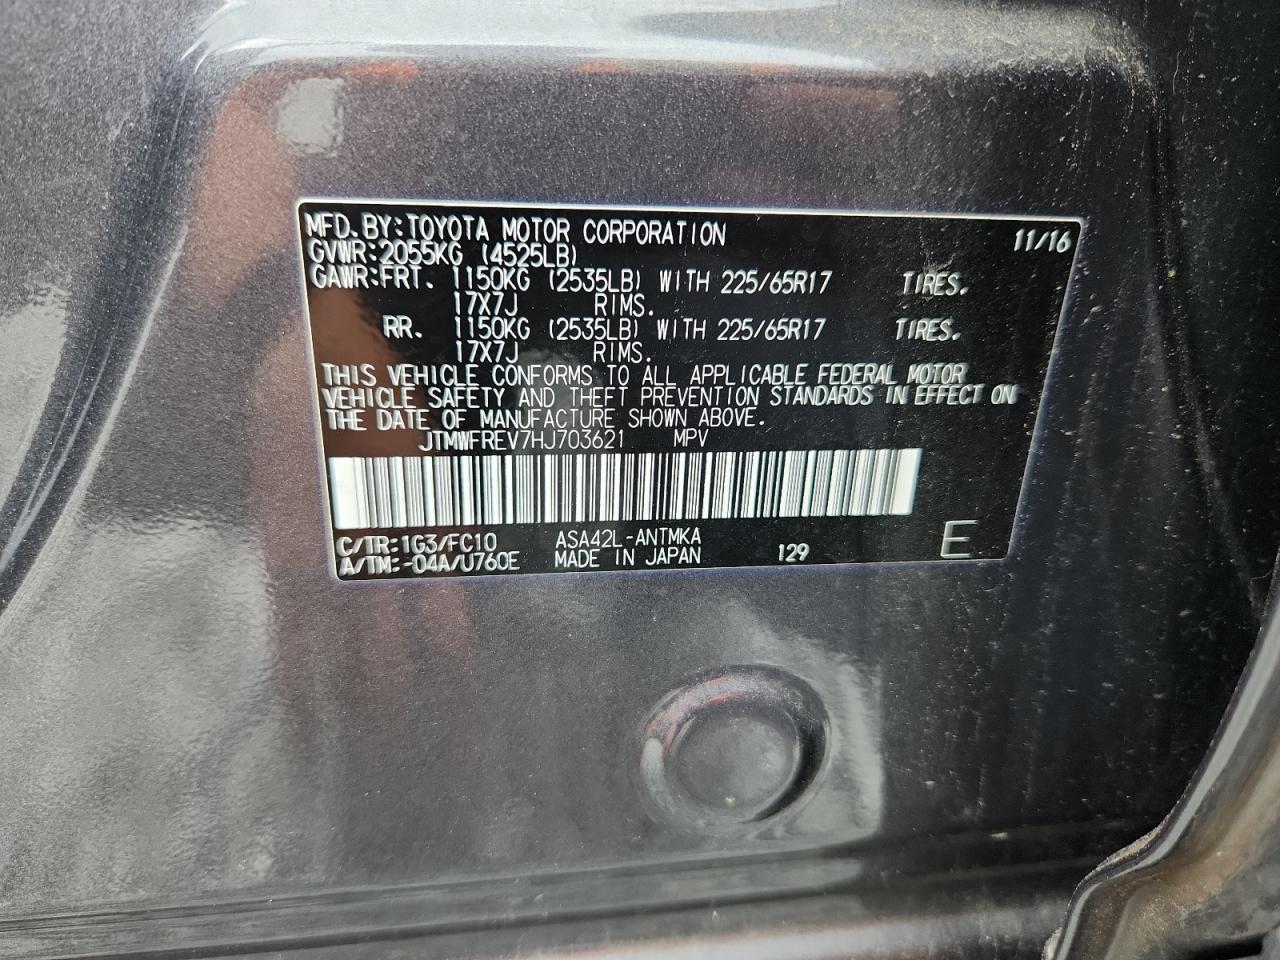 MFD. BY: TOYOTA MOTOR CORPORATION 11/16
GVWR: 2055KG (4525LB)
GAWR: FRT. 1150KG (2535LB) WITH 225/65R17 TIRES.
17X7J RIMS.
RR. 1150KG (2535LB) WITH 225/65R17 TIRES.
17X7J RIMS.
THIS VEHICLE CONFORMS TO ALL APPLICABLE FEDERAL MOTOR
VEHICLE SAFETY AND THEFT PREVENTION STANDARDS IN EFFECT ON
THE DATE OF MANUFACTURE SHOWN ABOVE.
JTMWFREV7HJ703621 MPV
C/TR: 1G3/FC10 ASA42L-ANTMKA
A/TM: -04A/U760E MADE IN JAPAN 129 E